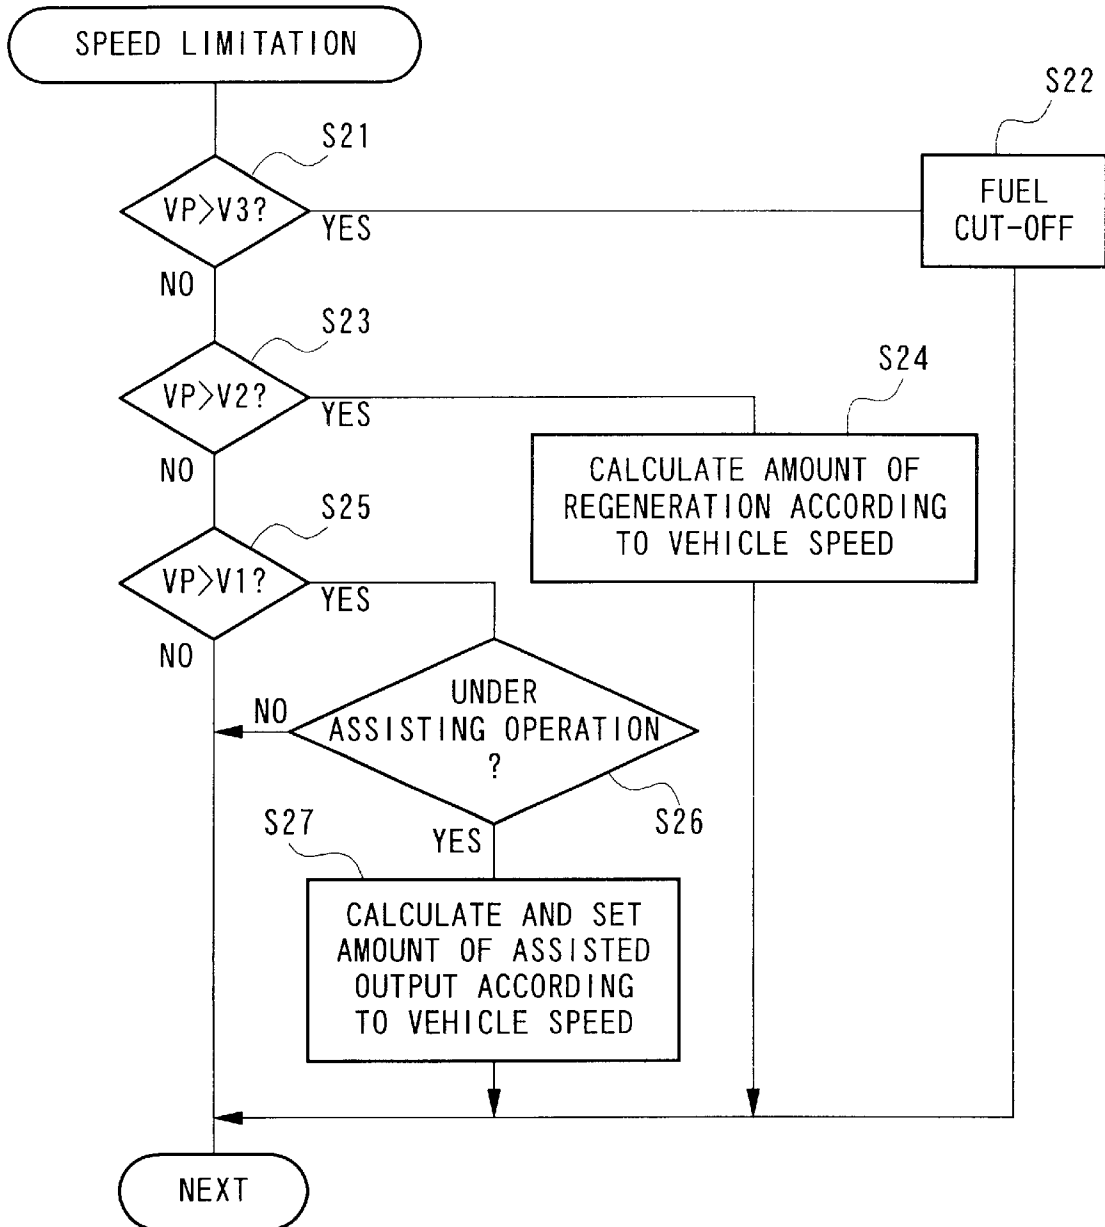 SPEED LIMITATION
S22
S21
VP>V3?
YES
FUEL
CUT-OFF
NO
S23
VP>V2?
YES
S24
NO
CALCULATE AMOUNT OF
REGENERATION ACCORDING
TO VEHICLE SPEED
S25
VP>V1?
YES
NO
UNDER
ASSISTING OPERATION
?
NO
S26
YES
S27
CALCULATE AND SET
AMOUNT OF ASSISTED
OUTPUT ACCORDING
TO VEHICLE SPEED
NEXT